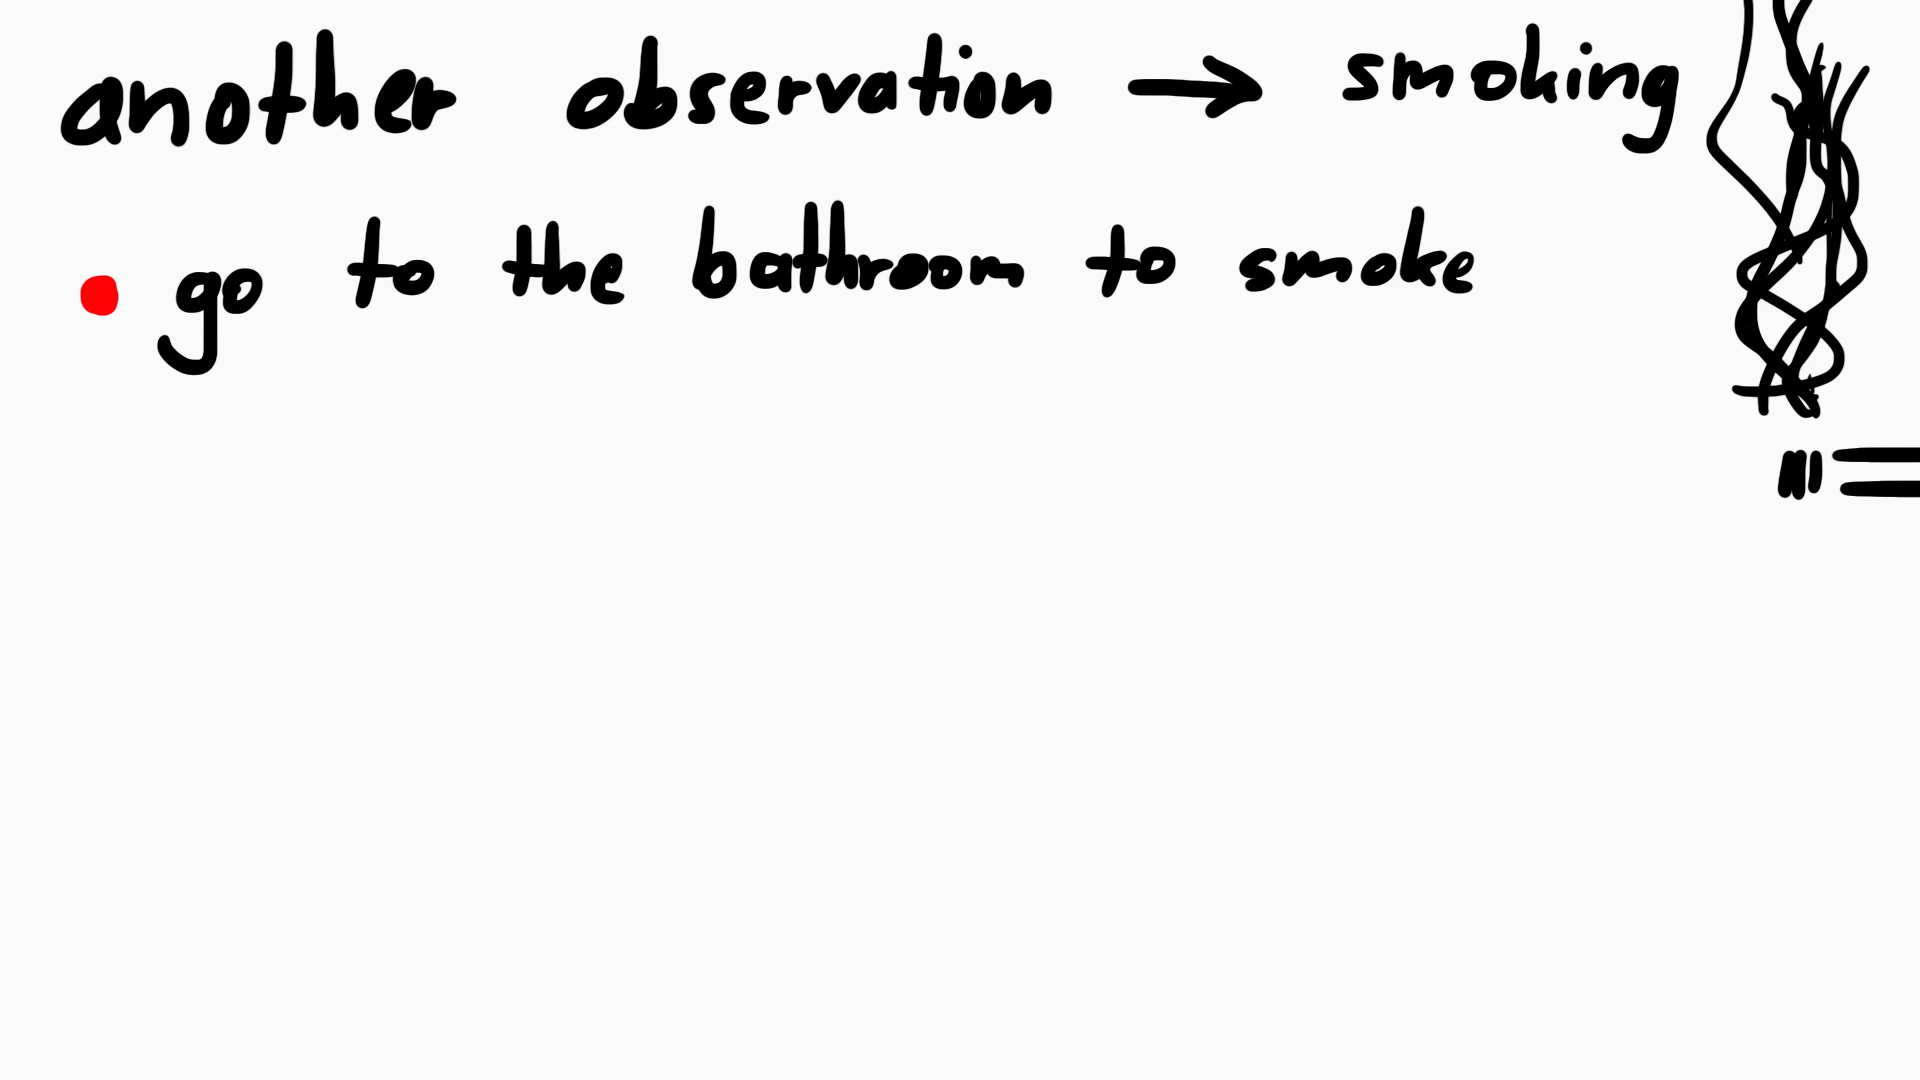 another observation → smoking
• go to the bathroom to smoke